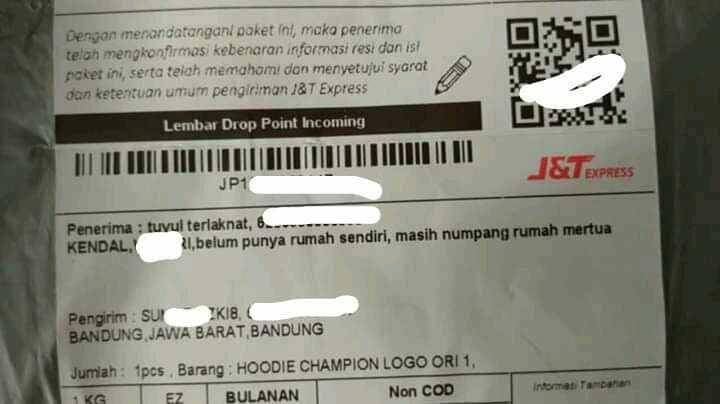 Dengan menandatangani paket ini, maka penerima
telah mengkonfirmasi kebenaran informasi resi dan isi
paket ini, serta telah memahami dan menyetujui syarat
dan ketentuan umum pengiriman J&T Express
Lembar Drop Point Incoming
JP1
J&T EXPRESS
Penerima : tuyul terlaknat, 6
KENDAL, RI,belum punya rumah sendiri, masih numpang rumah mertua
Pengirim : SU ZKI8,
BANDUNG,JAWA BARAT,BANDUNG
Jumlah : 1pcs , Barang : HOODIE CHAMPION LOGO ORI 1,
1 KG EZ BULANAN Non COD Informasi Tambahan